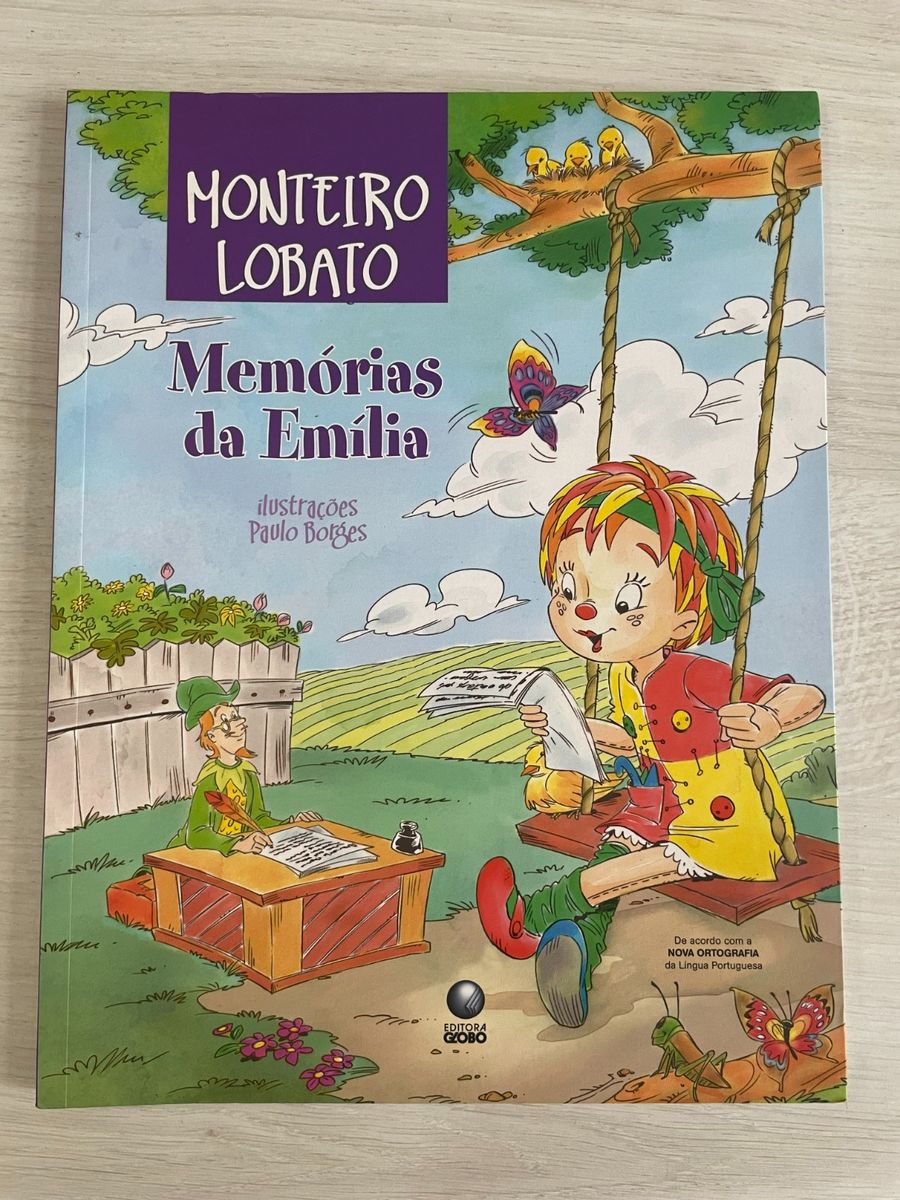 MONTEIRO
LOBATO
Memórias
da Emília
ilustrações
Paulo Borges
De acordo com a
NOVA ORTOGRAFIA
da Língua Portuguesa
EDITORA
GLOBO